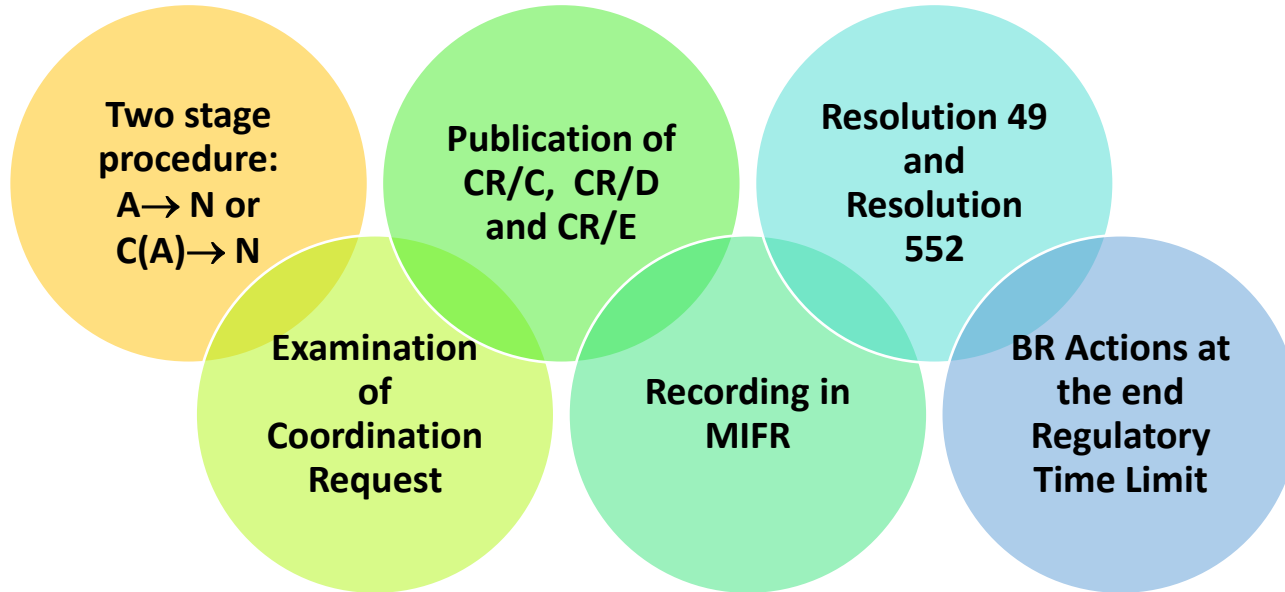 Two stage
procedure:
A→ N or
C(A)→ N
Examination
of
Coordination
Request
Publication of
CR/C, CR/D
and CR/E
Recording in
MIFR
Resolution 49
and
Resolution
552
BR Actions at
the end
Regulatory
Time Limit